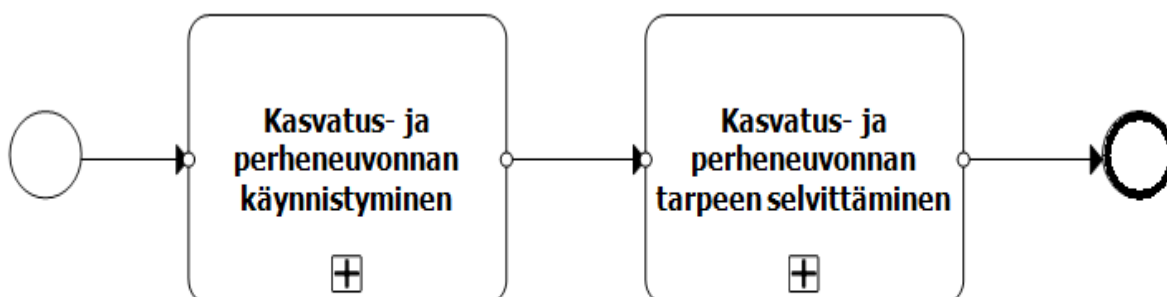 Kasvatus- ja
perheneuvonnan
käynnistyminen
Kasvatus- ja
perheneuvonnan
tarpeen selvittäminen